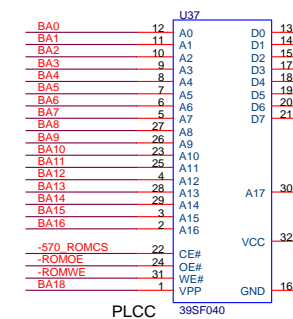 U37
BA0 12 A0 D0 13
BA1 11 A1 D1 14
BA2 10 A2 D2 15
BA3 9 A3 D3 17
BA4 8 A4 D4 18
BA5 7 A5 D5 19
BA6 6 A6 D6 20
BA7 5 A7 D7 21
BA8 27 A8
BA9 26 A9
BA10 23 A10
BA11 25 A11
BA12 4 A12
BA13 28 A13 A17 30
BA14 29 A14
BA15 3 A15
BA16 2 A16
VCC 32
-570_ROMCS 22 CE#
-ROMOE 24 OE#
-ROMWE 31 WE#
BA18 1 VPP GND 16
PLCC 39SF040